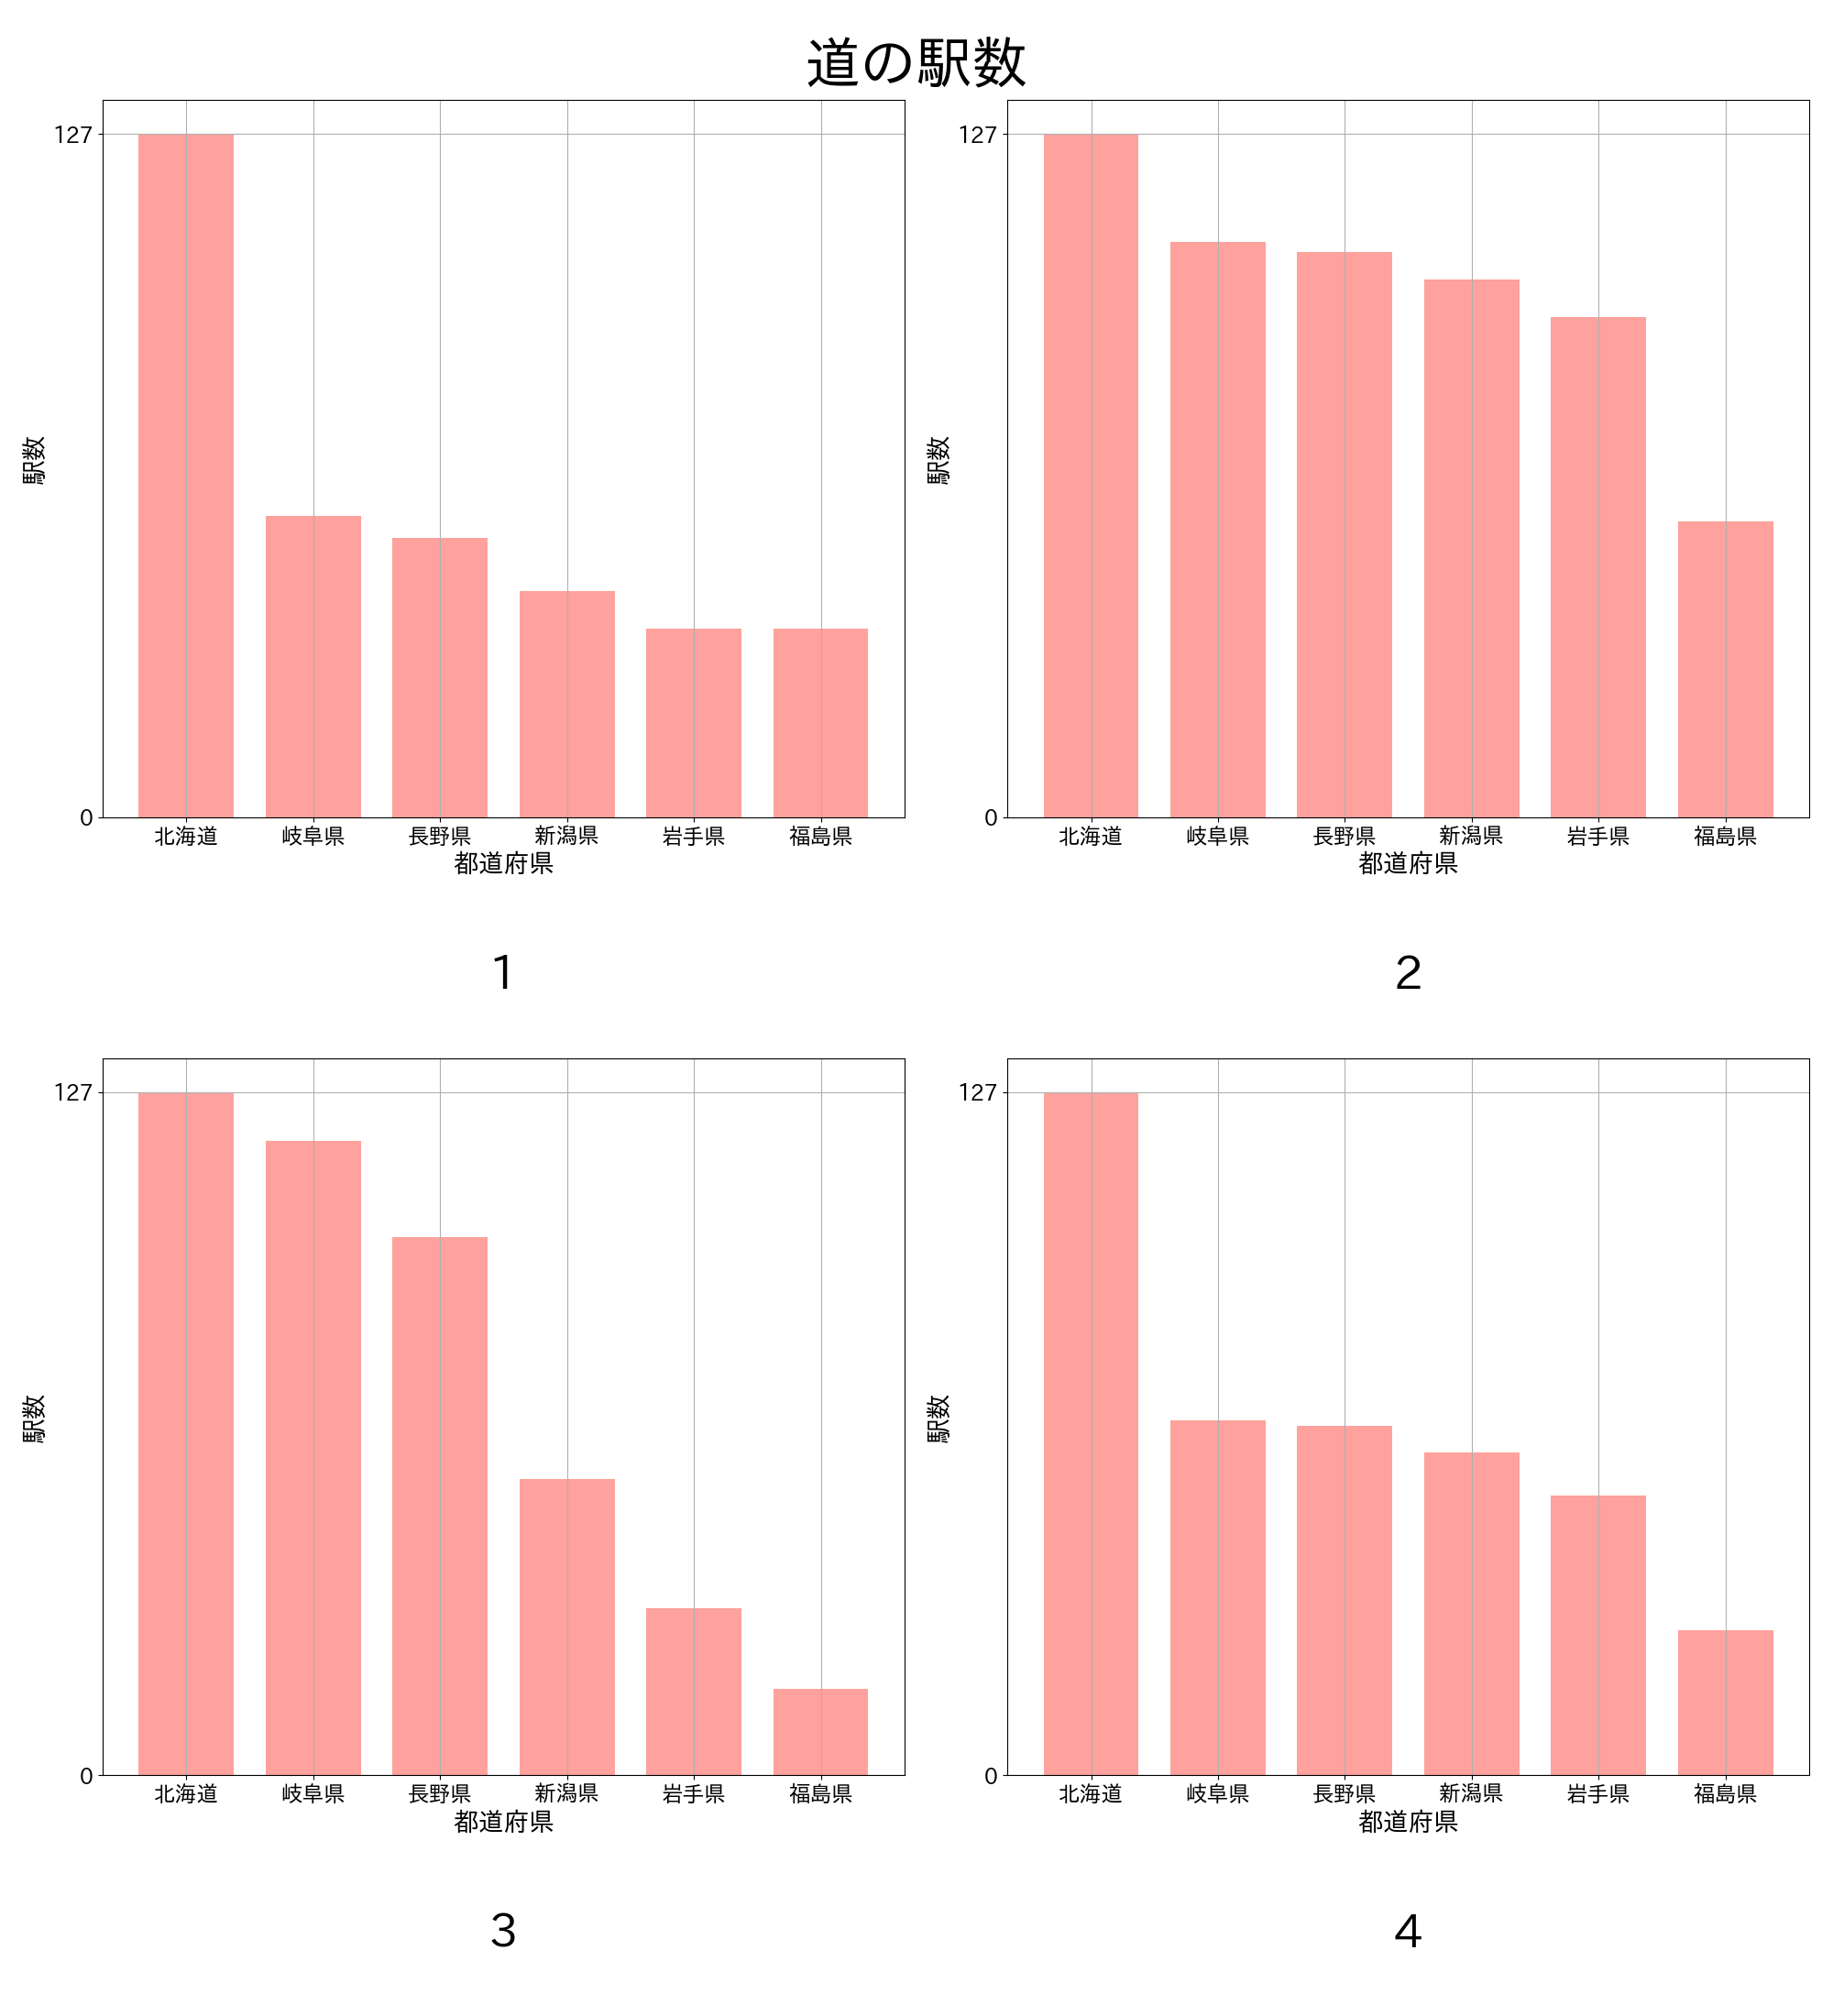 道の駅数
127
駅数
0
北海道 岐阜県 長野県 新潟県 岩手県 福島県
都道府県
1
127
駅数
0
北海道 岐阜県 長野県 新潟県 岩手県 福島県
都道府県
2
127
駅数
0
北海道 岐阜県 長野県 新潟県 岩手県 福島県
都道府県
3
127
駅数
0
北海道 岐阜県 長野県 新潟県 岩手県 福島県
都道府県
4